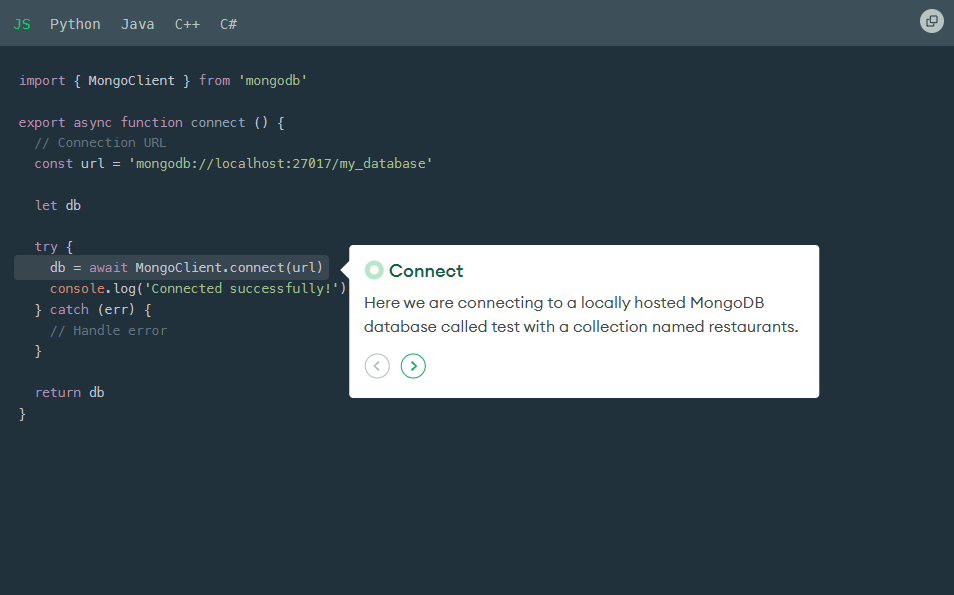 JS Python Java C++ C#
import { MongoClient } from 'mongodb'
export async function connect () {
// Connection URL
const url = 'mongodb://localhost:27017/my_database'
let db
try {
db = await MongoClient.connect(url)
console.log('Connected successfully!')
} catch (err) {
// Handle error
}
return db
}
Connect
Here we are connecting to a locally hosted MongoDB
database called test with a collection named restaurants.